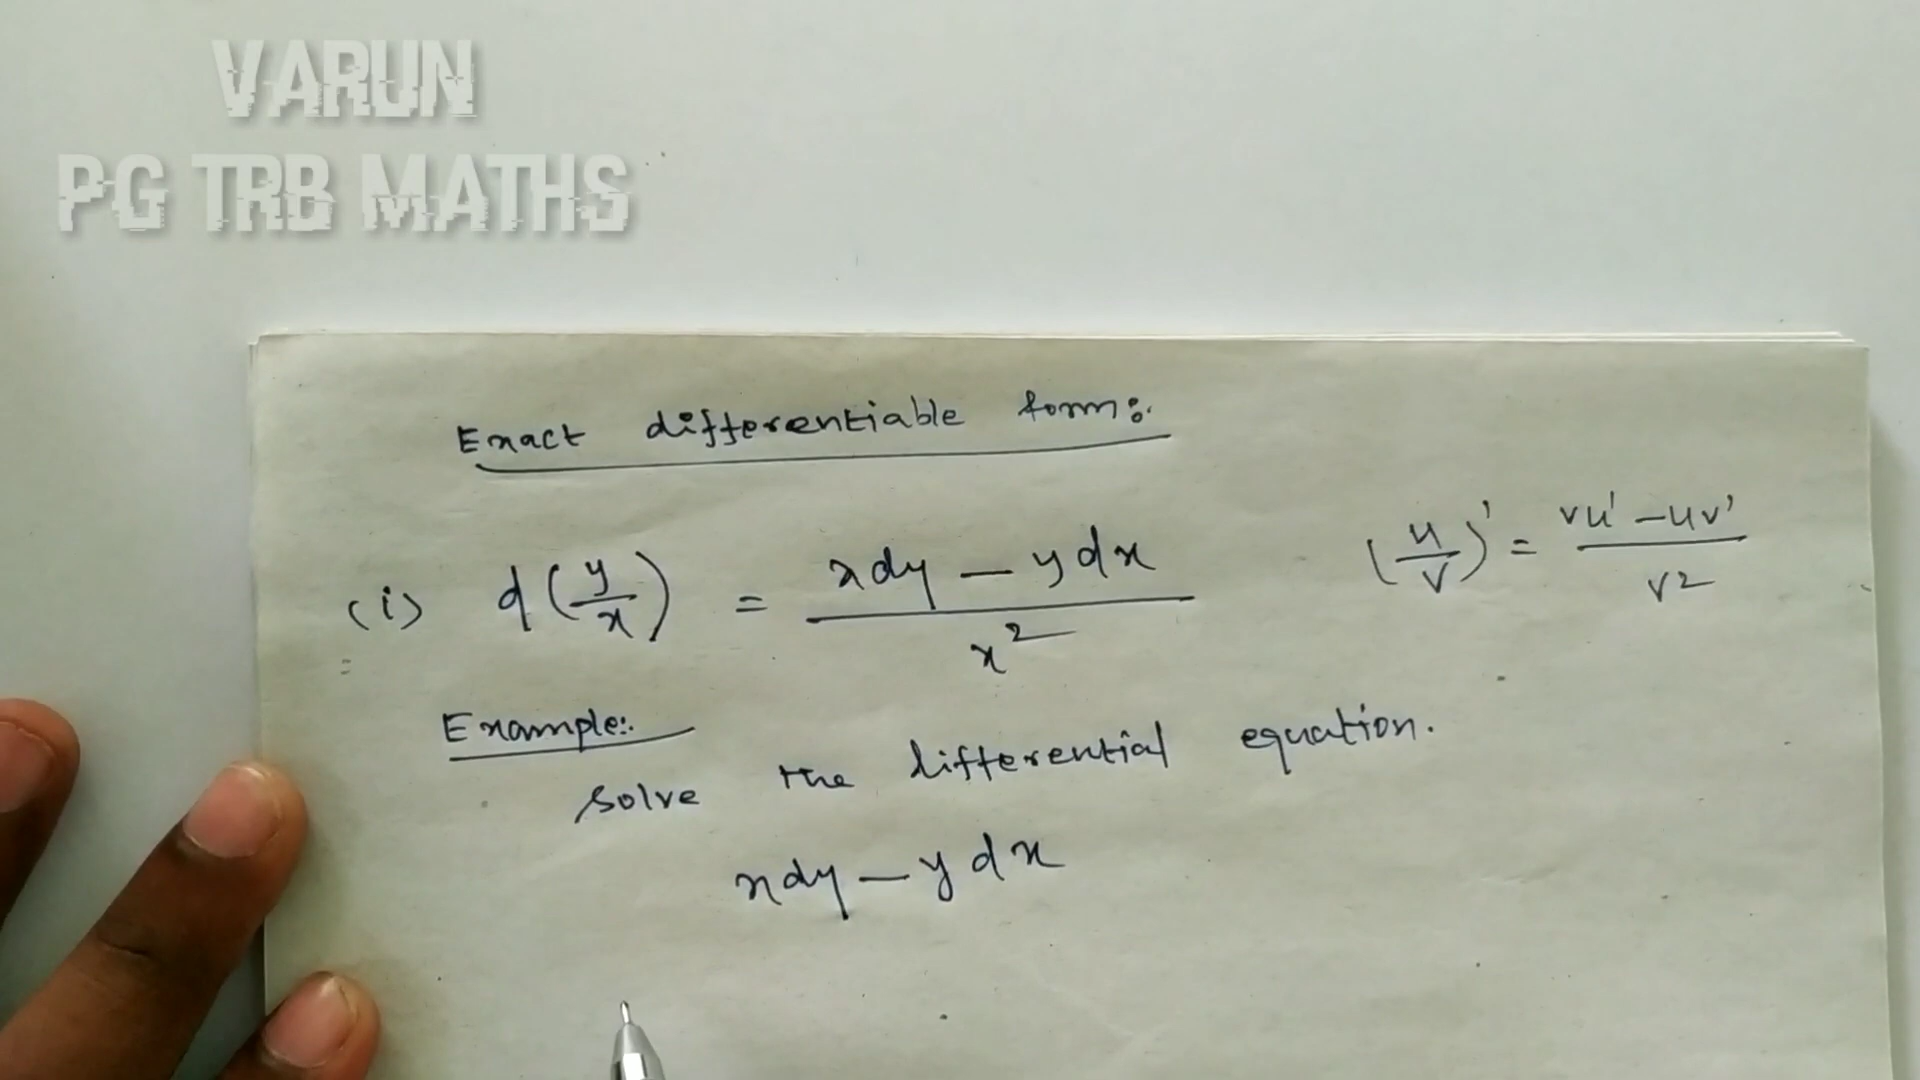 VARUN
PG TRB MATHS
Exact differentiable form:.
(i) d(y/x) = xdy - ydx / x² (u/v)' = vu' - uv' / v²
Example:.
Solve the differential equation.
xdy - ydx